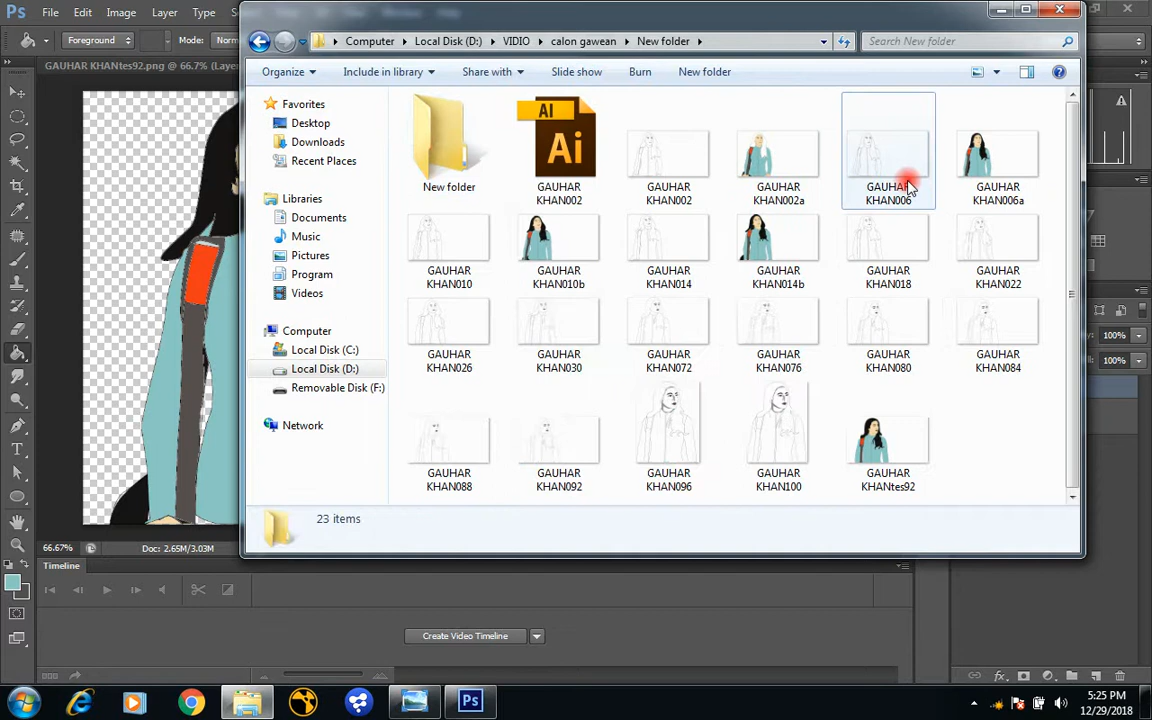 Ps File Edit Image Layer Type
Foreground Mode:
GAUHAR KHANtes92.png @ 66.7%
Computer Local Disk (D:) VIDIO calon gawean New folder
Search New folder
Organize Include in library Share with Slide show Burn New folder
Favorites
Desktop
Downloads
Recent Places
Libraries
Documents
Music
Pictures
Program
Videos
Computer
Local Disk (C:)
Local Disk (D:)
Removable Disk (F:)
Network
AI
Ai
New folder
GAUHAR KHAN002
GAUHAR KHAN002
GAUHAR KHAN002a
GAUHAR KHAN006
GAUHAR KHAN006a
GAUHAR KHAN010
GAUHAR KHAN010b
GAUHAR KHAN014
GAUHAR KHAN014b
GAUHAR KHAN018
GAUHAR KHAN022
GAUHAR KHAN026
GAUHAR KHAN030
GAUHAR KHAN072
GAUHAR KHAN076
GAUHAR KHAN080
GAUHAR KHAN084
GAUHAR KHAN088
GAUHAR KHAN092
GAUHAR KHAN096
GAUHAR KHAN100
GAUHAR KHANtes92
23 items
100%
100%
66.67% Doc: 2.65M/3.03M
Timeline
Create Video Timeline
fx
Ps
5:25 PM
12/29/2018